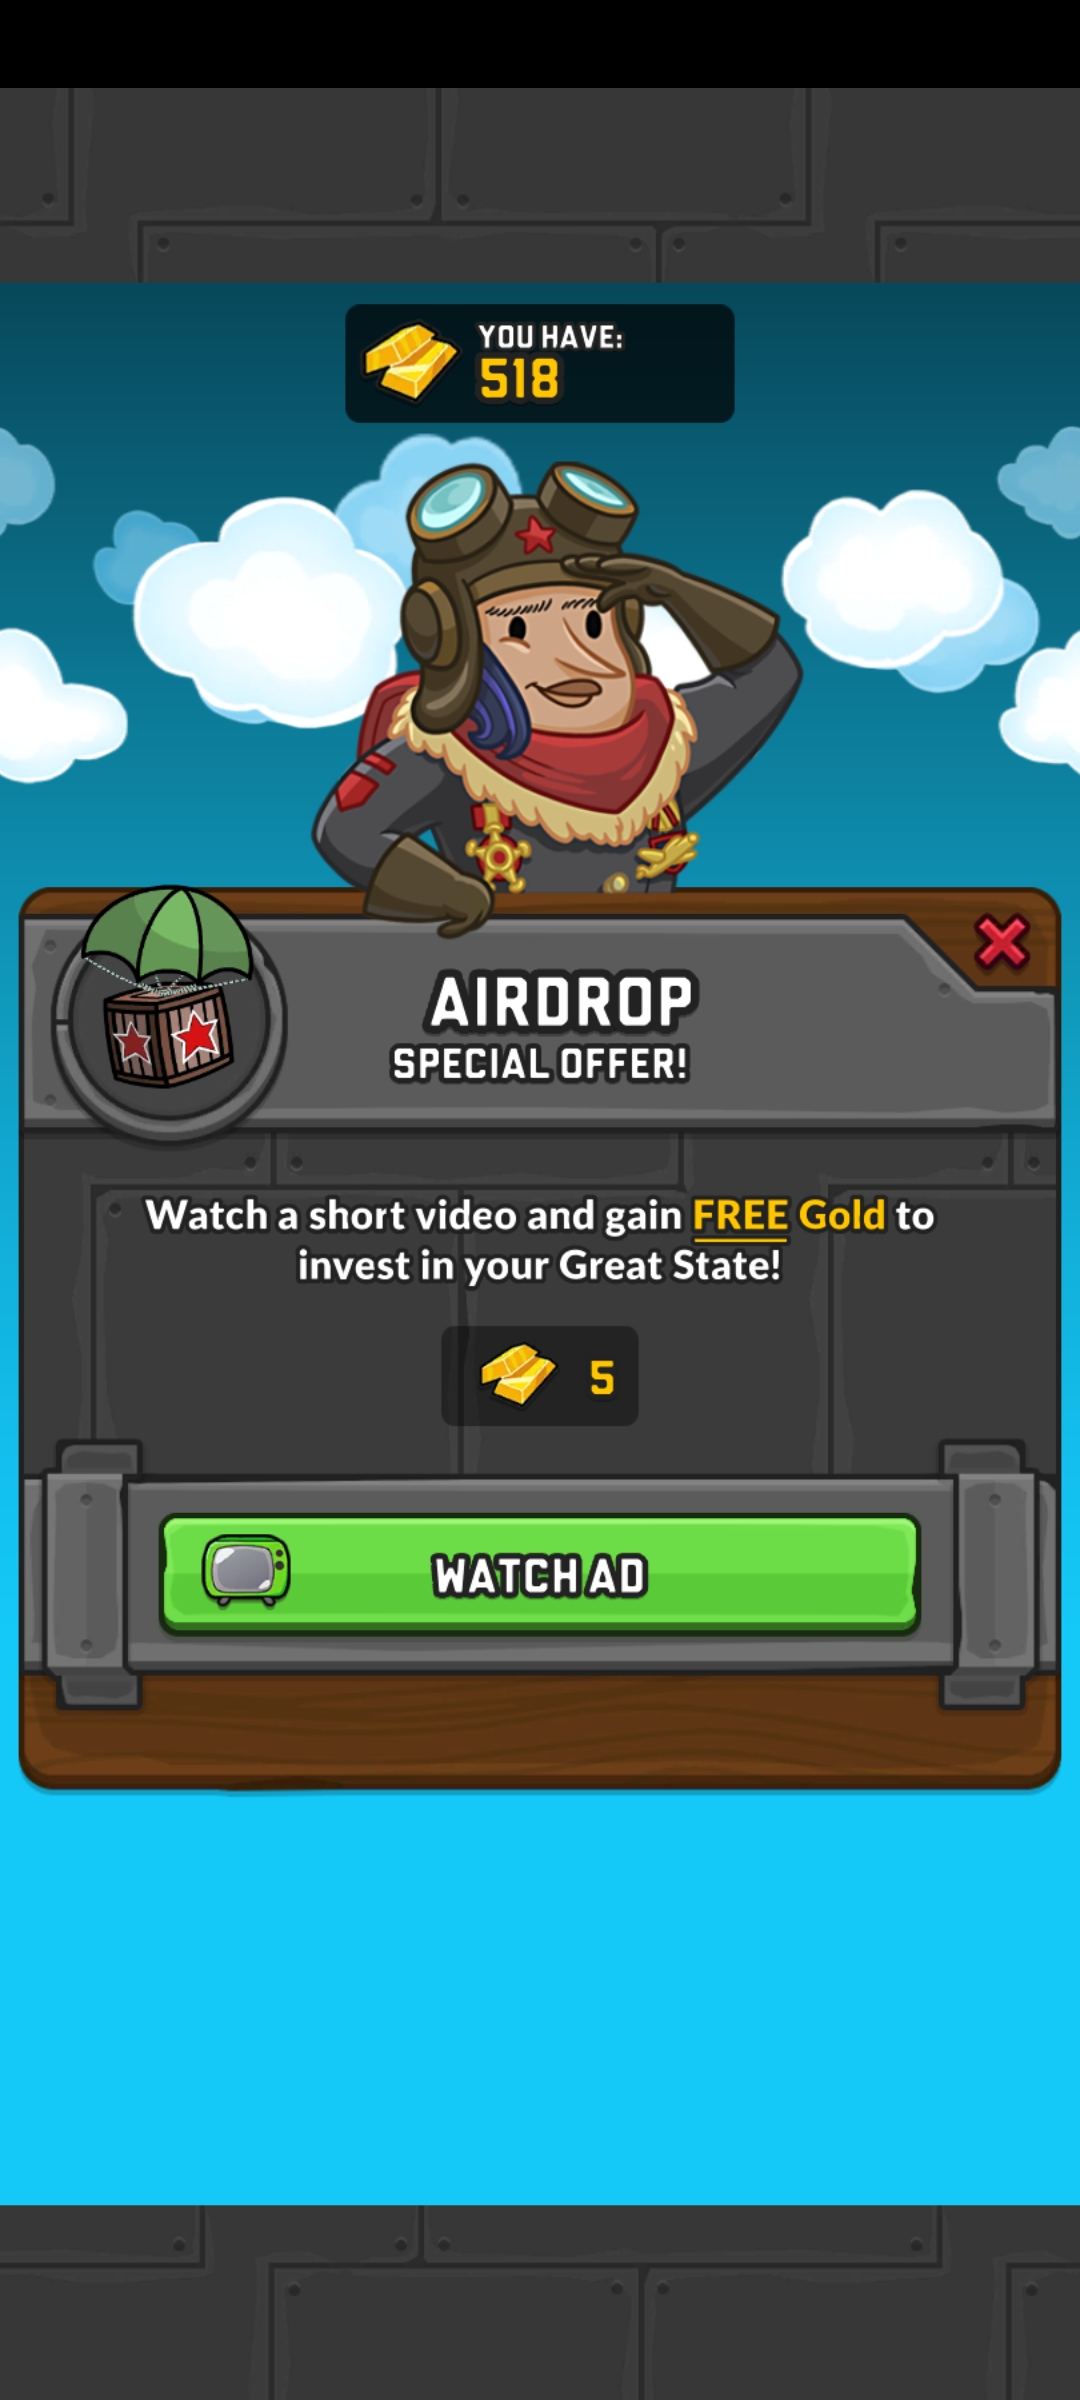 YOU HAVE:
518
AIRDROP
SPECIAL OFFER!
Watch a short video and gain FREE Gold to
invest in your Great State!
5
WATCH AD